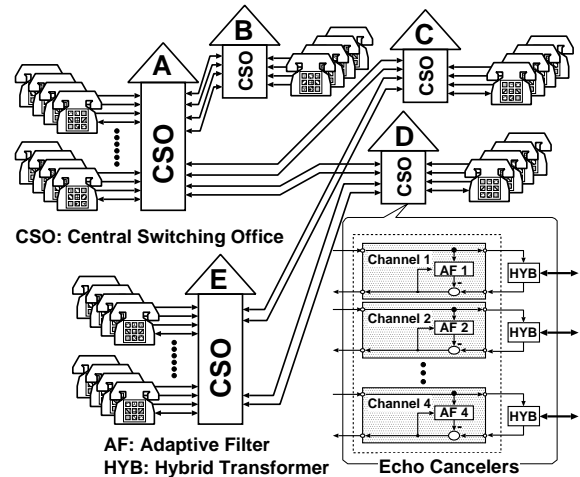 A
B
C
D
E
CSO
CSO
CSO
CSO
CSO
CSO: Central Switching Office
AF: Adaptive Filter
HYB: Hybrid Transformer
Channel 1
AF 1
-
HYB
Channel 2
AF 2
-
HYB
Channel 4
AF 4
-
HYB
Echo Cancelers